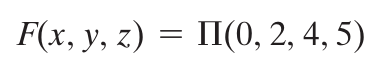 F(x, y, z) = Π(0, 2, 4, 5)